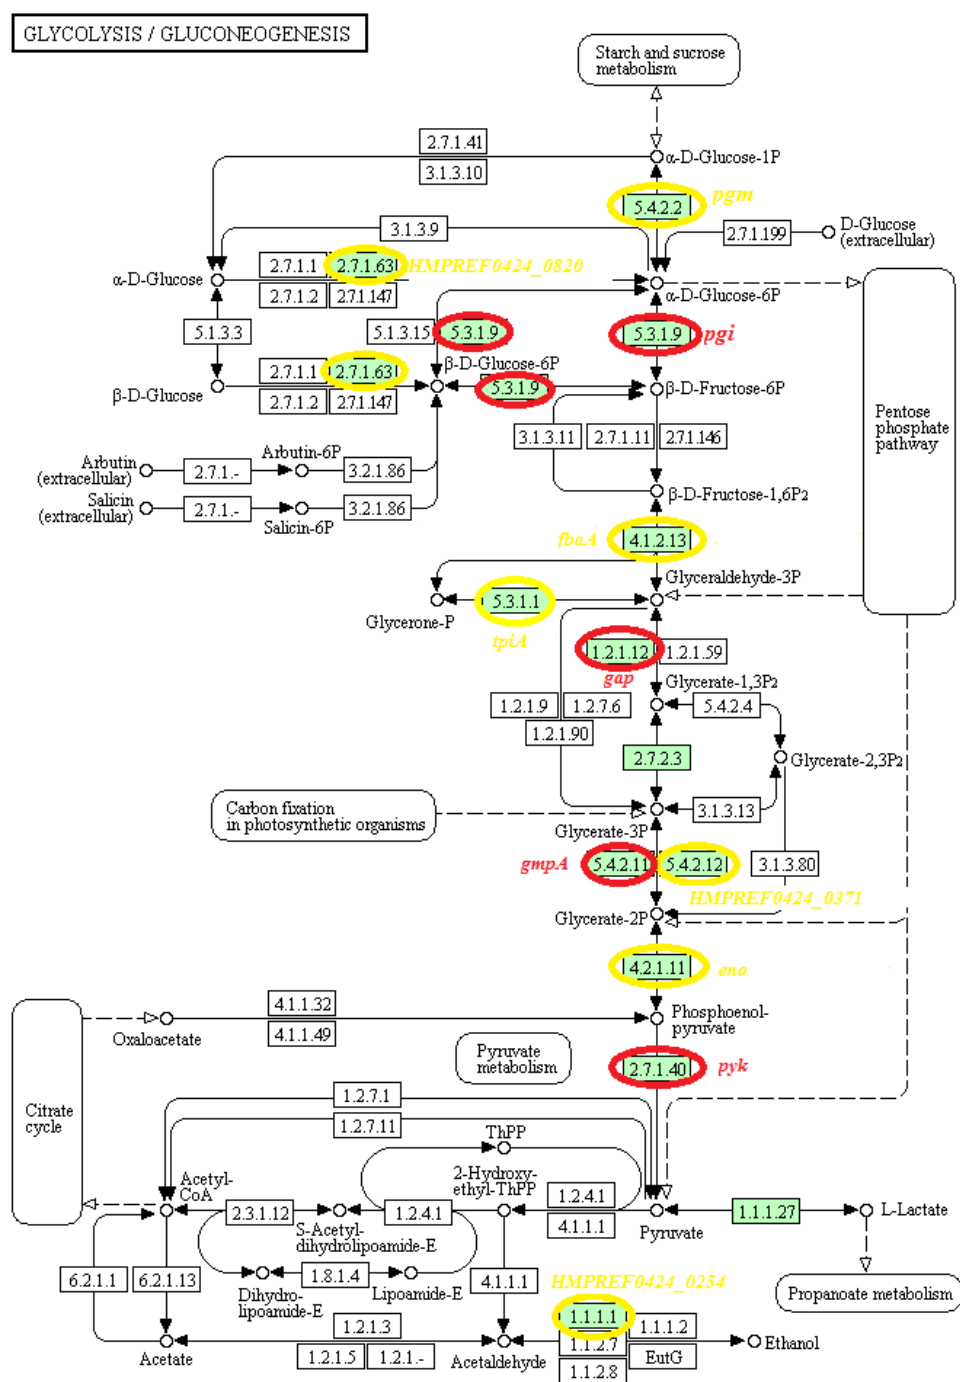 GLYCOLYSIS / GLUCONEOGENESIS
Starch and sucrose
metabolism
2.7.1.41
3.1.3.10
α-D-Glucose-1P
5.4.2.2
pgm
3.1.3.9
2.7.1.199
D-Glucose
(extracellular)
2.7.1.1
2.7.1.63
HMPREF0424_0820
α-D-Glucose
2.7.1.2
2.7.1.147
α-D-Glucose-6P
5.1.3.3
5.1.3.15
5.3.1.9
5.3.1.9
pgi
β-D-Glucose-6P
2.7.1.1
2.7.1.63
5.3.1.9
β-D-Glucose
2.7.1.2
2.7.1.147
β-D-Fructose-6P
Pentose
phosphate
pathway
3.1.3.11
2.7.1.11
2.7.1.146
Arbutin
(extracellular)
2.7.1.-
Arbutin-6P
3.2.1.86
Salicin
(extracellular)
2.7.1.-
Salicin-6P
3.2.1.86
β-D-Fructose-1,6P2
fbaA
4.1.2.13
Glyceraldehyde-3P
5.3.1.1
Glycerone-P
tpiA
1.2.1.12
1.2.1.59
gap
Glycerate-1,3P2
1.2.1.9
1.2.7.6
5.4.2.4
1.2.1.90
2.7.2.3
Glycerate-2,3P2
Carbon fixation
in photosynthetic organisms
3.1.3.13
Glycerate-3P
gmpA
5.4.2.11
5.4.2.12
3.1.3.80
HMPREF0424_0371
Glycerate-2P
4.2.1.11
eno
4.1.1.32
Oxaloacetate
4.1.1.49
Phosphoenol-
pyruvate
Pyruvate
metabolism
2.7.1.40
pyk
Citrate
cycle
1.2.7.1
1.2.7.11
ThPP
Acetyl-
CoA
2-Hydroxy-
ethyl-ThPP
2.3.1.12
S-Acetyl-
dihydrolipoamide-E
1.2.4.1
1.2.4.1
4.1.1.1
Pyruvate
1.1.1.27
L-Lactate
6.2.1.1
6.2.1.13
1.8.1.4
Dihydro-
lipoamide-E
Lipoamide-E
4.1.1.1
HMPREF0424_0254
Propanoate metabolism
1.1.1.1
1.2.1.3
1.1.1.2
Acetate
1.2.1.5
1.2.1.-
Acetaldehyde
1.1.2.7
EutG
Ethanol
1.1.2.8